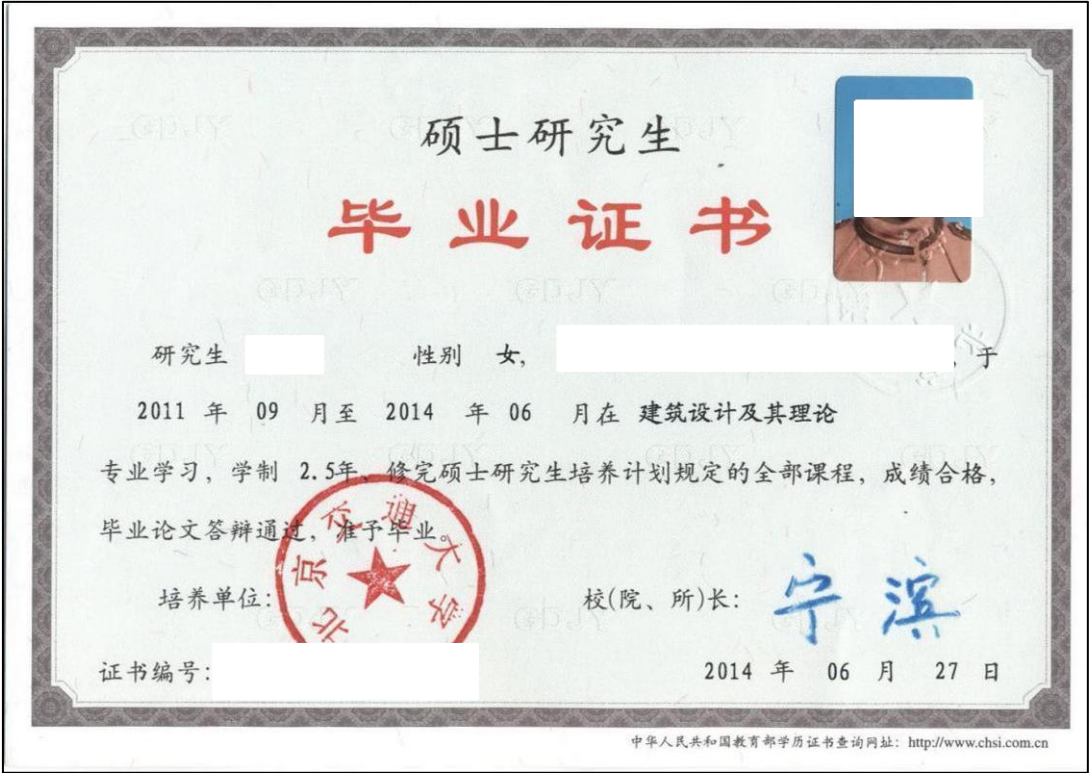 硕士研究生
毕业证书
研究生 性别 女, , 于
2011 年 09 月至 2014 年 06 月在 建筑设计及其理论
专业学习，学制 2.5年、修完硕士研究生培养计划规定的全部课程，成绩合格，
毕业论文答辩通过，准予毕业。
北京交通大学
培养单位： 校(院、所)长： 宁滨
证书编号： 2014 年 06 月 27 日
中华人民共和国教育部学历证书查询网址： http://www.chsi.com.cn